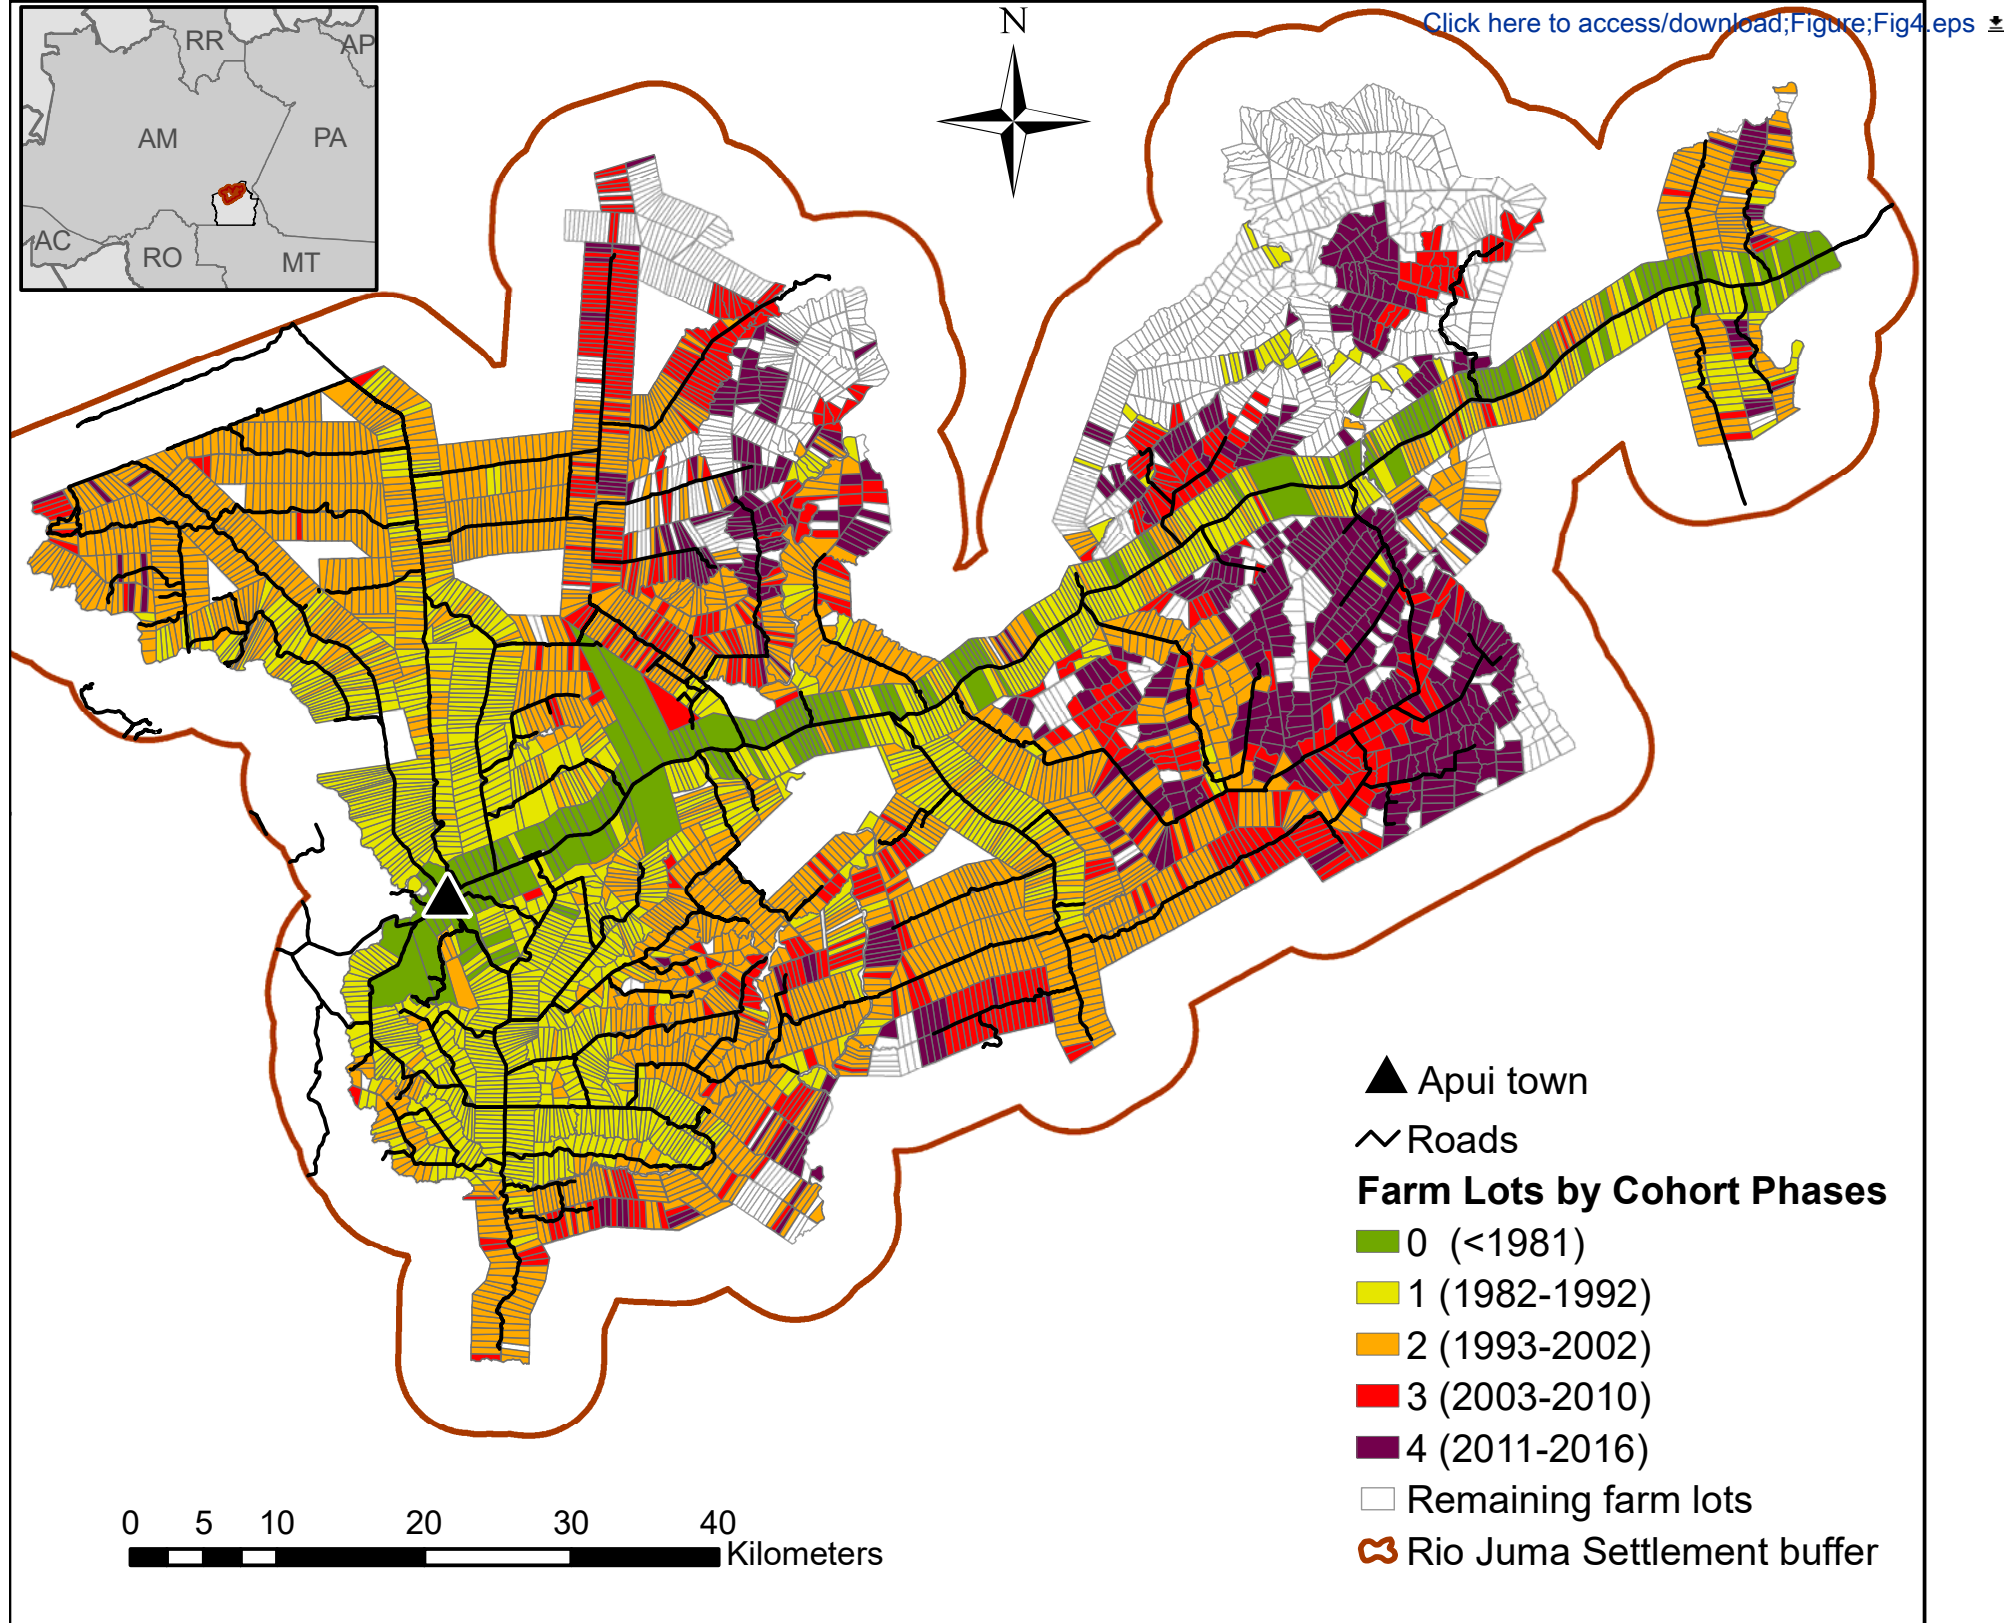 Click here to access/download;Figure;Fig4.eps
N
RR
AP
AM
PA
AC
RO
MT
Apui town
Roads
Farm Lots by Cohort Phases
0 (<1981)
1 (1982-1992)
2 (1993-2002)
3 (2003-2010)
4 (2011-2016)
Remaining farm lots
Rio Juma Settlement buffer
0 5 10 20 30 40
Kilometers